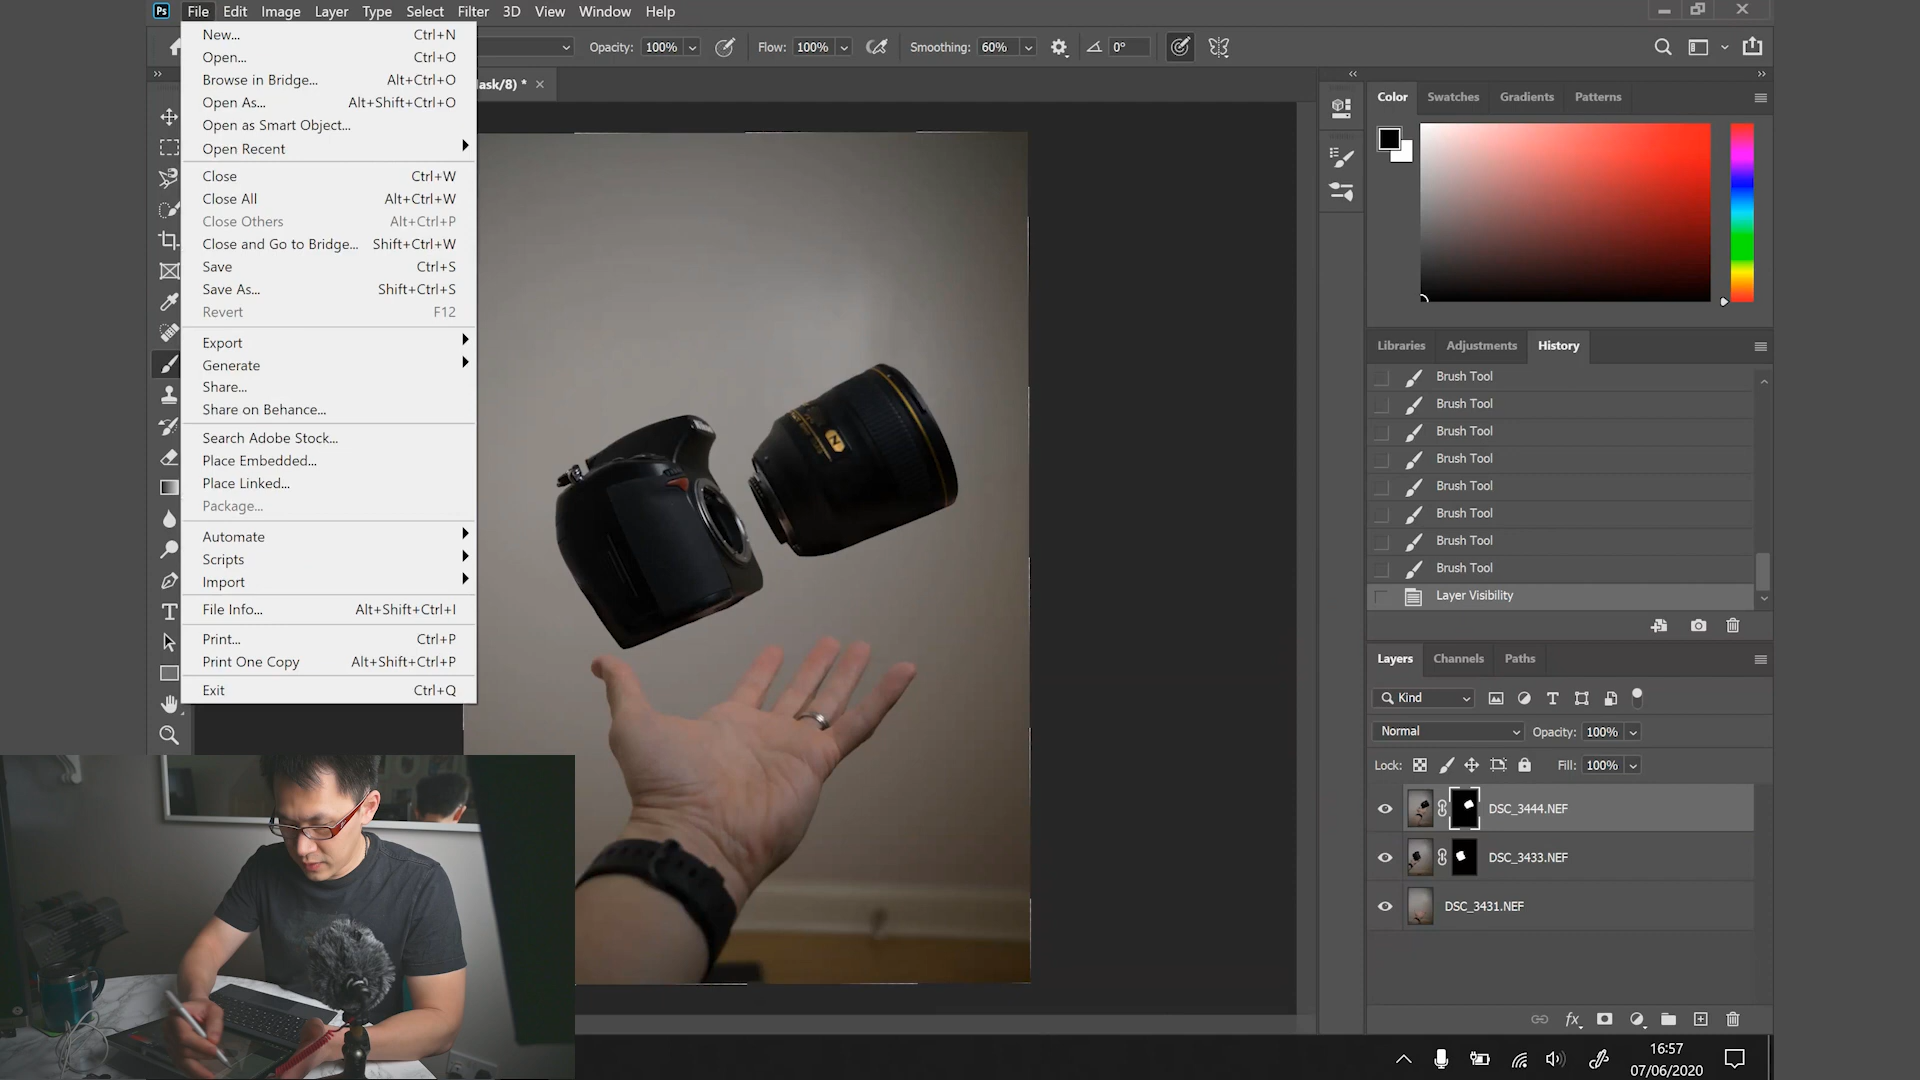 Ps File Edit Image Layer Type Select Filter 3D View Window Help
Opacity: 100% Flow: 100% Smoothing: 60% 0°
ask/8) *
New... Ctrl+N
Open... Ctrl+O
Browse in Bridge... Alt+Ctrl+O
Open As... Alt+Shift+Ctrl+O
Open as Smart Object...
Open Recent
Close Ctrl+W
Close All Alt+Ctrl+W
Close Others Alt+Ctrl+P
Close and Go to Bridge... Shift+Ctrl+W
Save Ctrl+S
Save As... Shift+Ctrl+S
Revert F12
Export
Generate
Share...
Share on Behance...
Search Adobe Stock...
Place Embedded...
Place Linked...
Package...
Automate
Scripts
Import
File Info... Alt+Shift+Ctrl+I
Print... Ctrl+P
Print One Copy Alt+Shift+Ctrl+P
Exit Ctrl+Q
N
Color Swatches Gradients Patterns
Libraries Adjustments History
Brush Tool
Brush Tool
Brush Tool
Brush Tool
Brush Tool
Brush Tool
Brush Tool
Brush Tool
Layer Visibility
Layers Channels Paths
Kind
Normal Opacity: 100%
Lock: Fill: 100%
DSC_3444.NEF
DSC_3433.NEF
DSC_3431.NEF
fx
16:57
07/06/2020